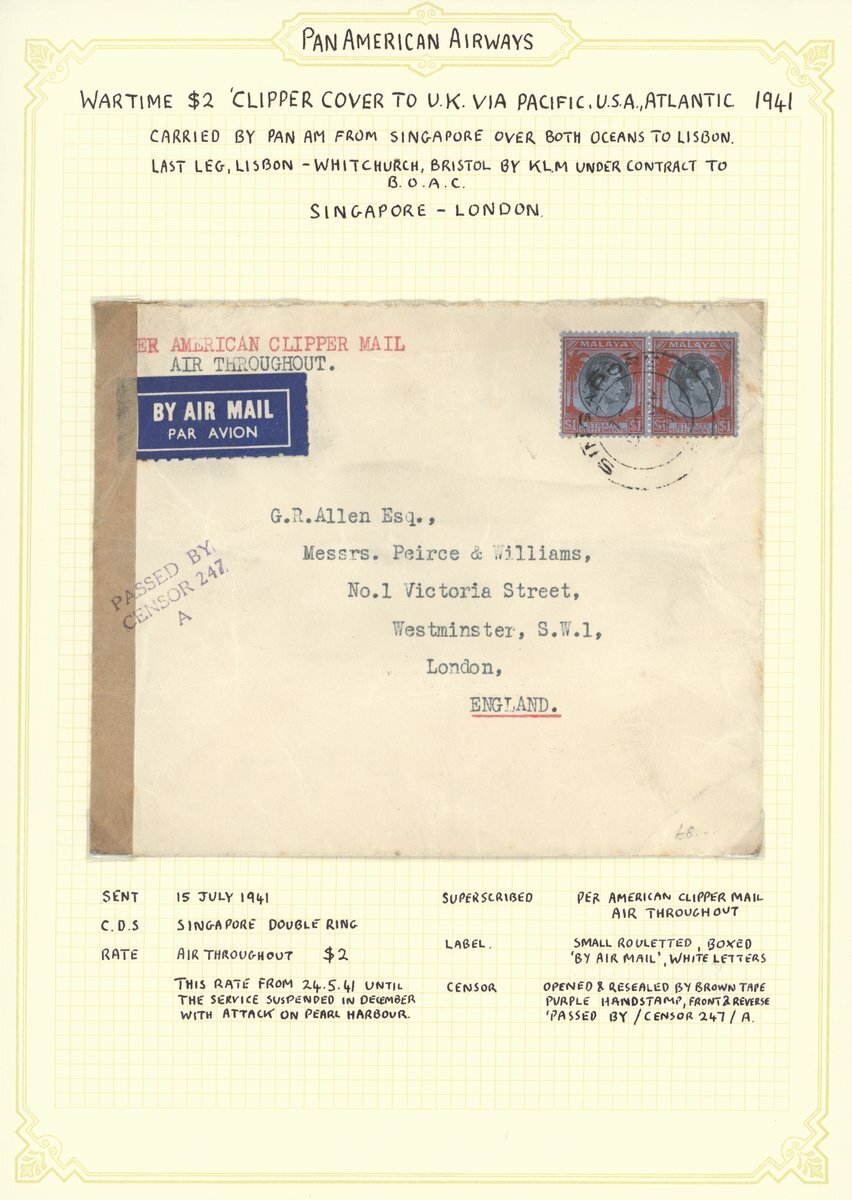 PAN AMERICAN AIRWAYS
WARTIME $2 'CLIPPER COVER TO U.K. VIA PACIFIC, U.S.A., ATLANTIC 1941
CARRIED BY PAN AM FROM SINGAPORE OVER BOTH OCEANS TO LISBON.
LAST LEG, LISBON - WHITCHURCH, BRISTOL BY KLM UNDER CONTRACT TO
B.O.A.C.
SINGAPORE - LONDON.
ER AMERICAN CLIPPER MAIL
AIR THROUGHOUT.
BY AIR MAIL
PAR AVION
MALAYA MALAYA
$1 $1 $1 $1
G.R.Allen Esq.,
Messrs. Peirce & Williams,
No.1 Victoria Street,
Westminster, S.W.1,
London,
ENGLAND.
PASSED BY
CENSOR 247
A
£8.--
SENT 15 JULY 1941
C.D.S SINGAPORE DOUBLE RING
RATE AIR THROUGHOUT $2
THIS RATE FROM 24.5.41 UNTIL
THE SERVICE SUSPENDED IN DECEMBER
WITH ATTACK ON PEARL HARBOUR.
SUPERSCRIBED PER AMERICAN CLIPPER MAIL
AIR THROUGHOUT
LABEL. SMALL ROULETTED, BOXED
'BY AIR MAIL', WHITE LETTERS
CENSOR OPENED & RESEALED BY BROWN TAPE
PURPLE HANDSTAMP, FRONT & REVERSE
'PASSED BY / CENSOR 247 / A.